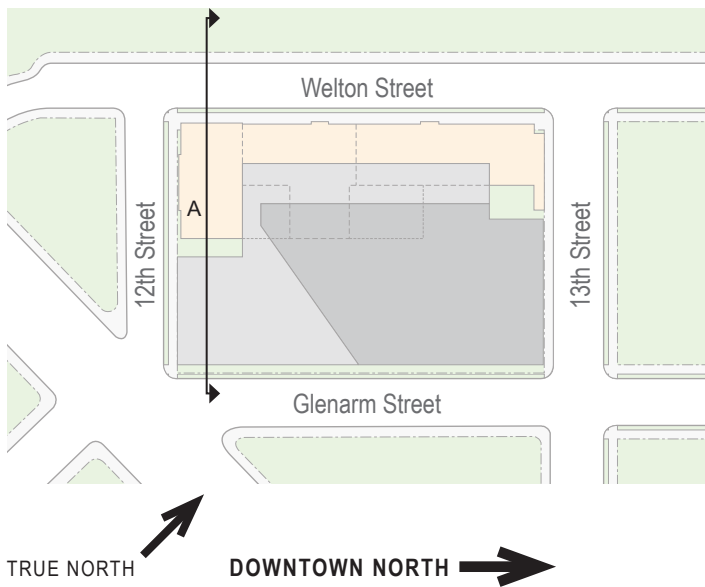 Welton Street
A
12th Street
13th Street
Glenarm Street
TRUE NORTH
DOWNTOWN NORTH